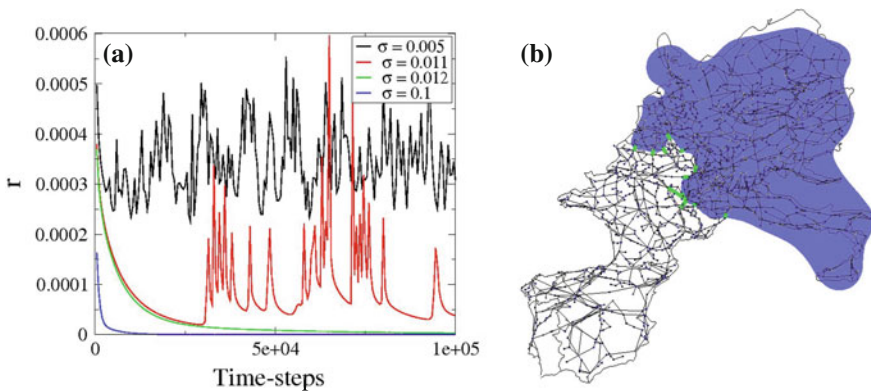 (a)
0.0006
0.0005
0.0004
0.0003
0.0002
0.0001
0
r
σ = 0.005
σ = 0.011
σ = 0.012
σ = 0.1
0
5e+04
1e+05
Time-steps
(b)